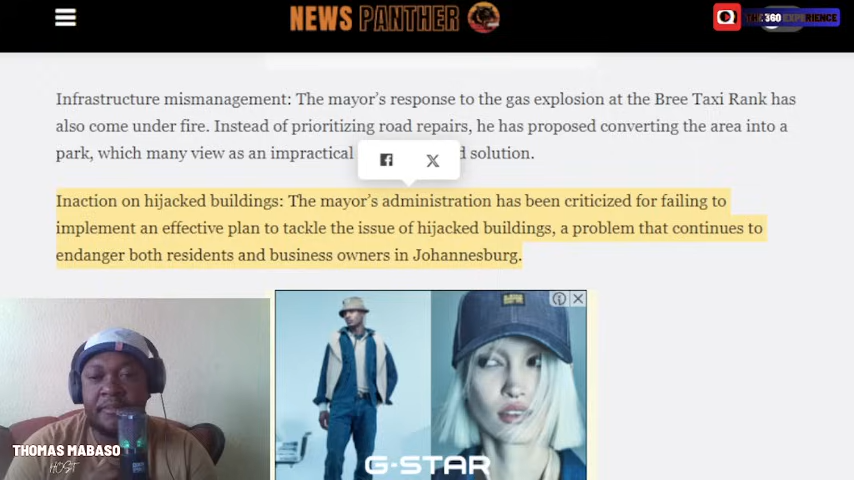 NEWS PANTHER
THA 360 EXPERIENCE
Infrastructure mismanagement: The mayor's response to the gas explosion at the Bree Taxi Rank has
also come under fire. Instead of prioritizing road repairs, he has proposed converting the area into a
park, which many view as an impractical solution.
Inaction on hijacked buildings: The mayor's administration has been criticized for failing to
implement an effective plan to tackle the issue of hijacked buildings, a problem that continues to
endanger both residents and business owners in Johannesburg.
THOMAS MABASO
HOST
G-STAR